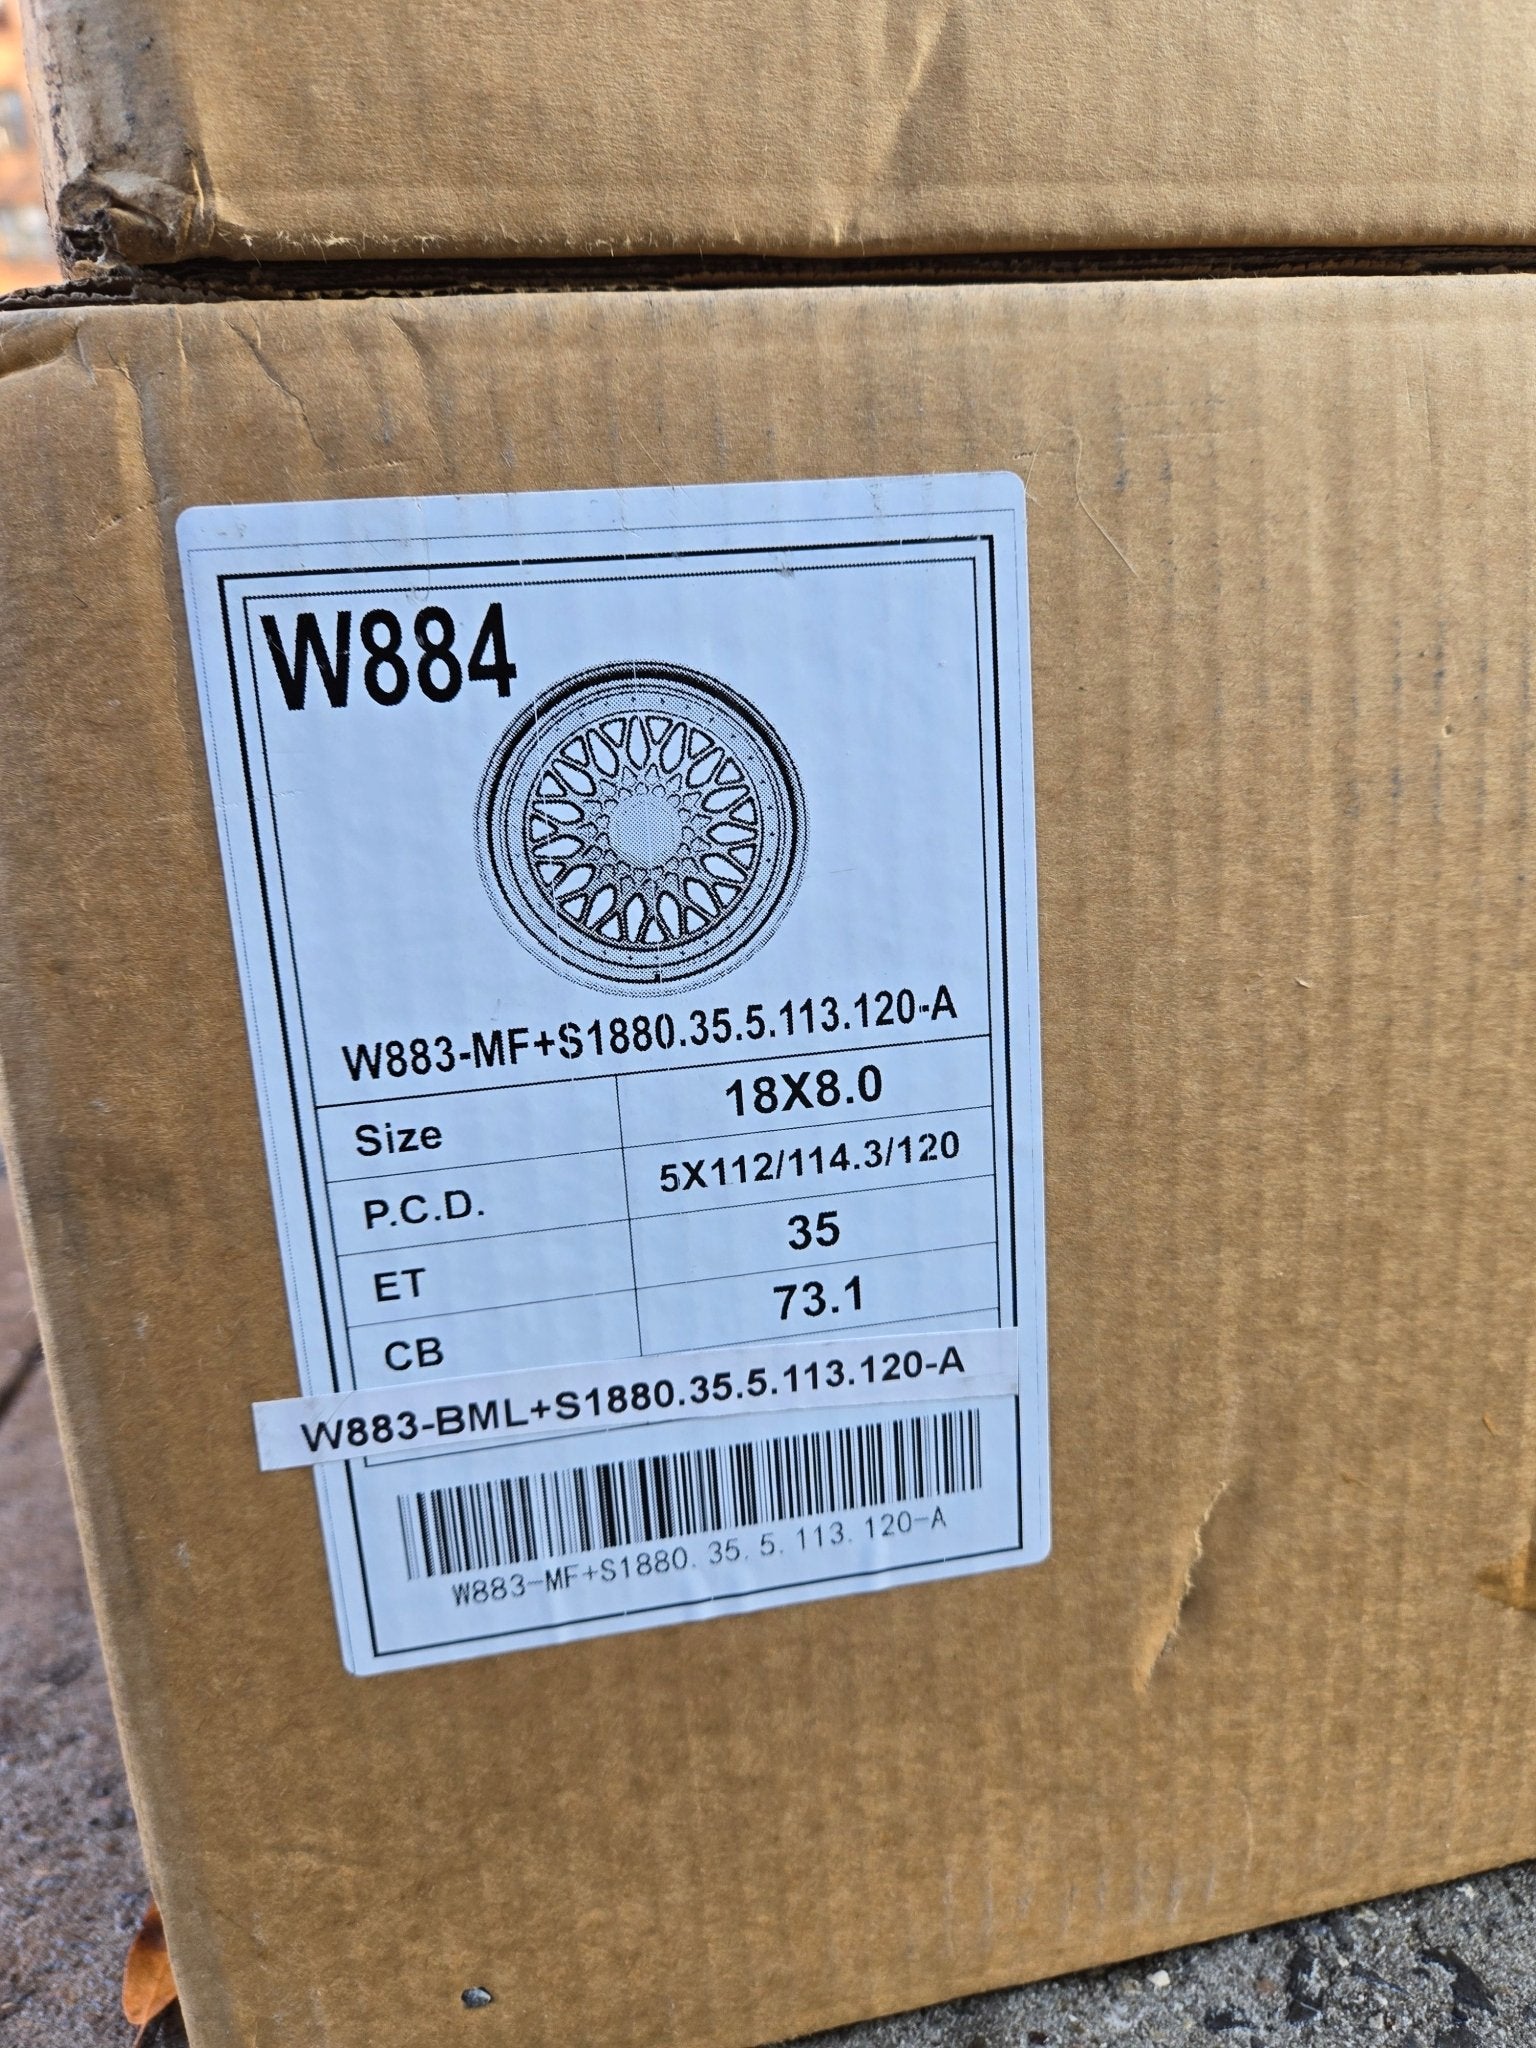 W884
W883-MF+S1880.35.5.113.120-A
Size 18X8.0
P.C.D. 5X112/114.3/120
ET 35
CB 73.1
W883-BML+S1880.35.5.113.120-A
W883-MF+S1880.35.5.113.120-A